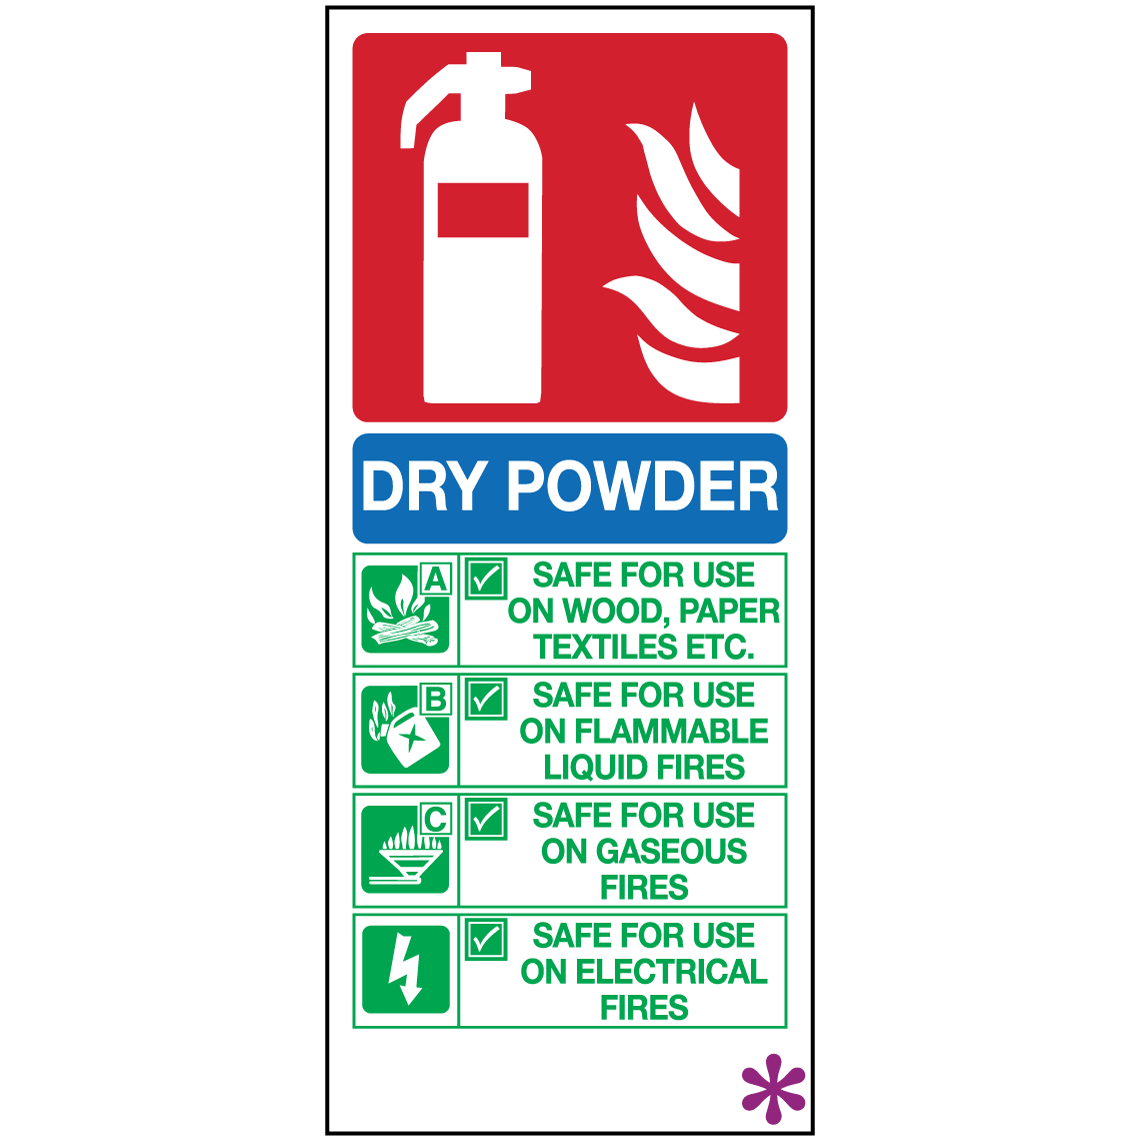 DRY POWDER
A
SAFE FOR USE
ON WOOD, PAPER
TEXTILES ETC.
B
SAFE FOR USE
ON FLAMMABLE
LIQUID FIRES
C
SAFE FOR USE
ON GASEOUS
FIRES
SAFE FOR USE
ON ELECTRICAL
FIRES